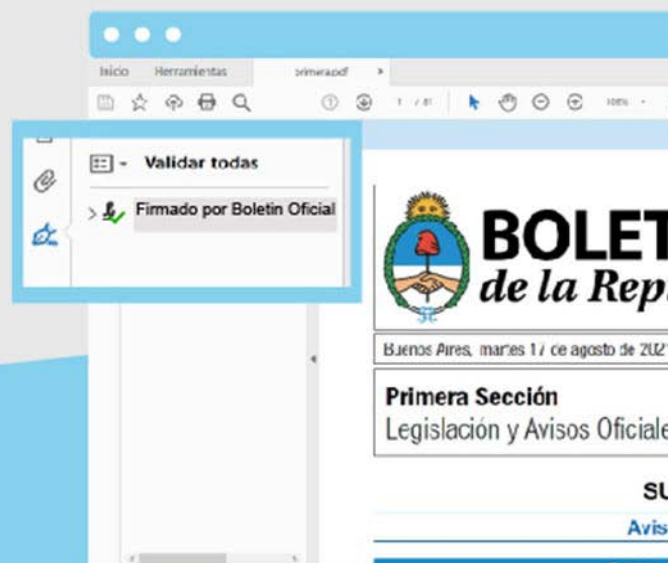 Inicio Herramientas primera.pdf ×
1 / 81 100%
Validar todas
Firmado por Boletin Oficial
BOLET
de la Rep
Buenos Aires, martes 17 de agosto de 202
Primera Sección
Legislación y Avisos Oficiale
SU
Avis